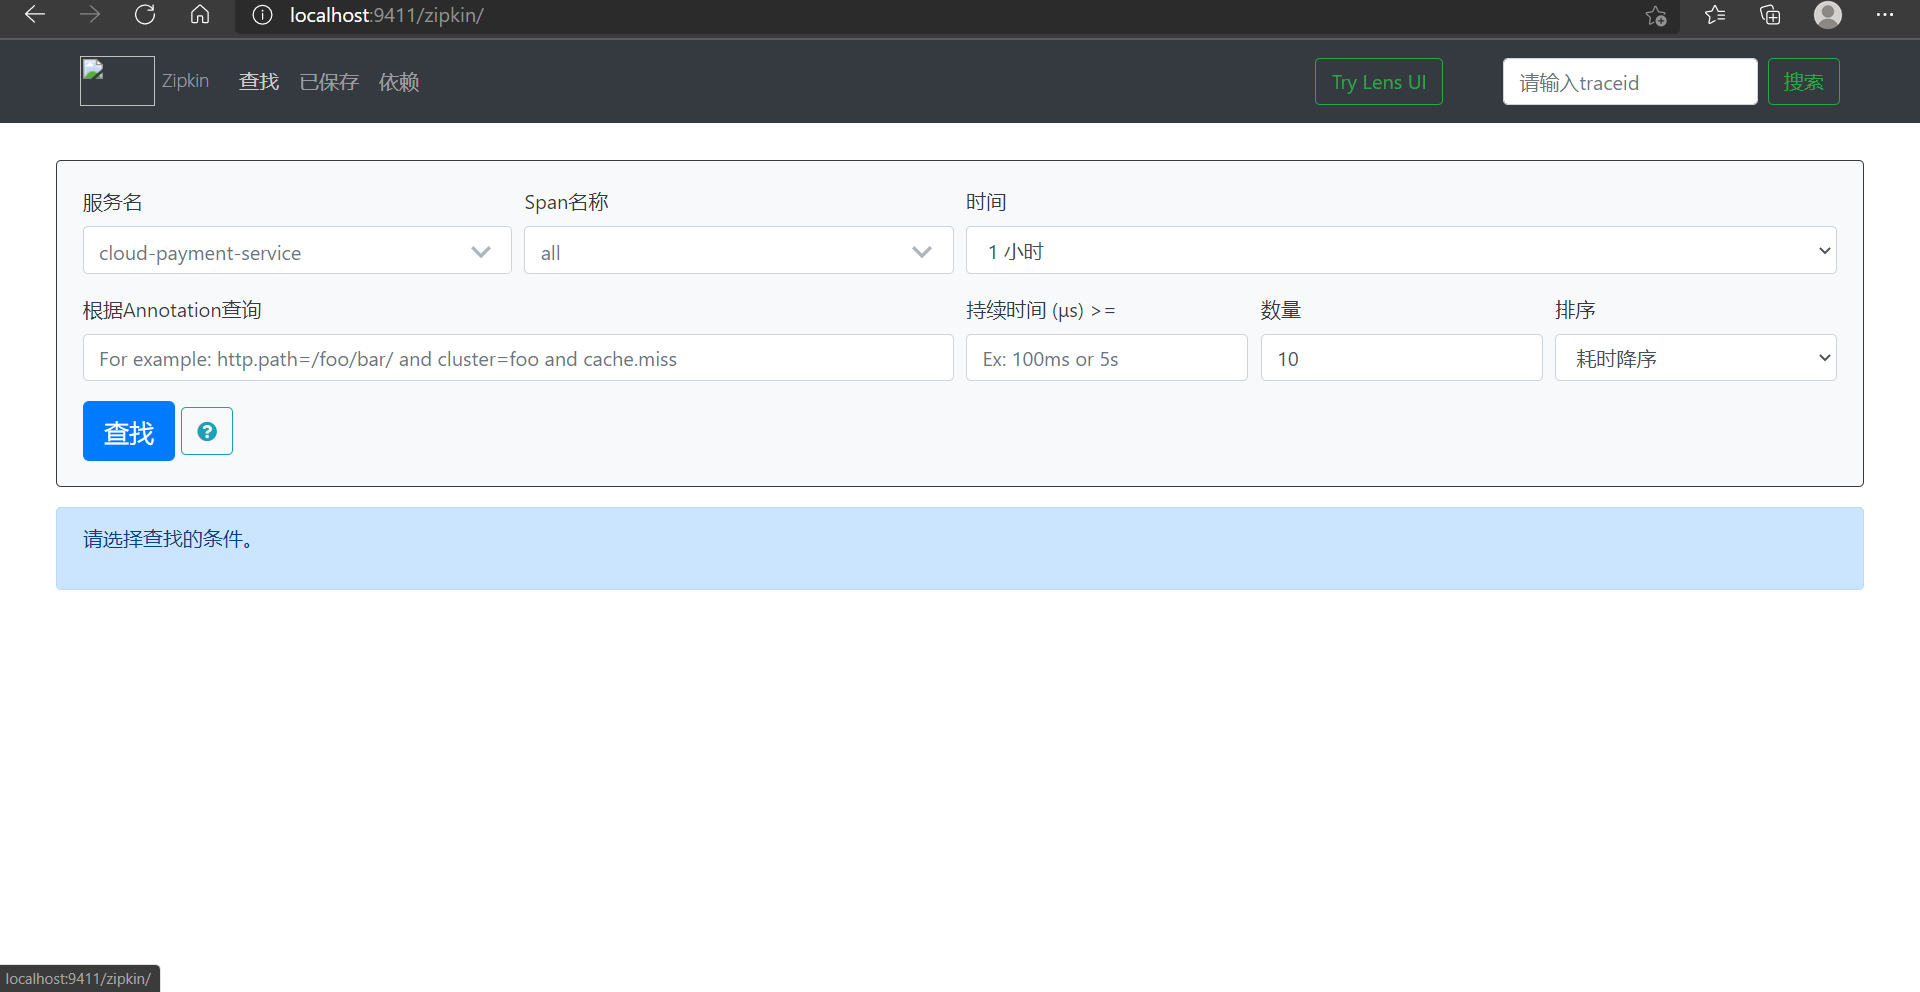 localhost:9411/zipkin/
Zipkin 查找 已保存 依赖 Try Lens UI 请输入traceid 搜索
服务名 Span名称 时间
cloud-payment-service all 1 小时
根据Annotation查询 持续时间 (μs) >= 数量 排序
For example: http.path=/foo/bar/ and cluster=foo and cache.miss Ex: 100ms or 5s 10 耗时降序
查找 ?
请选择查找的条件。
localhost:9411/zipkin/